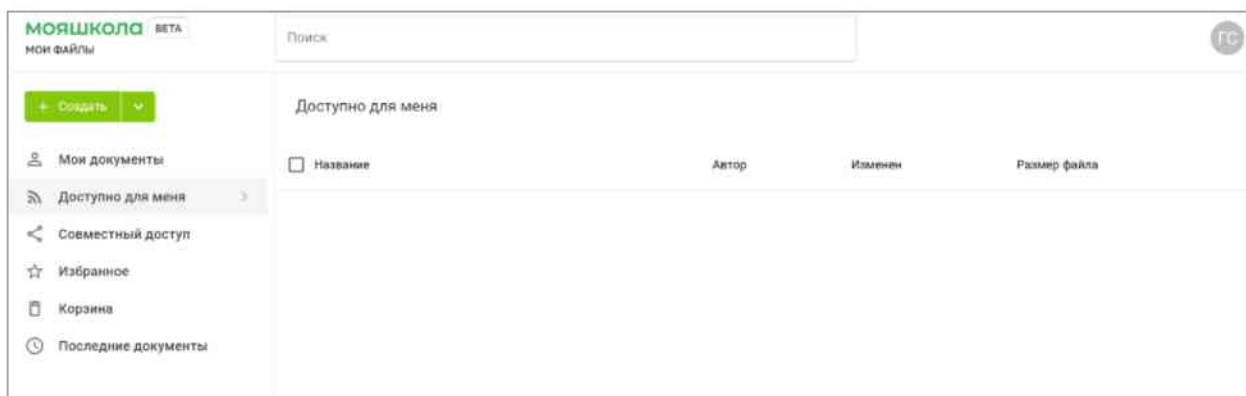 МОЯШКОЛА BETA
МОИ ФАЙЛЫ
Поиск
ГС
+ Создать
Доступно для меня
Мои документы
Название Автор Изменен Размер файла
Доступно для меня
Совместный доступ
Избранное
Корзина
Последние документы